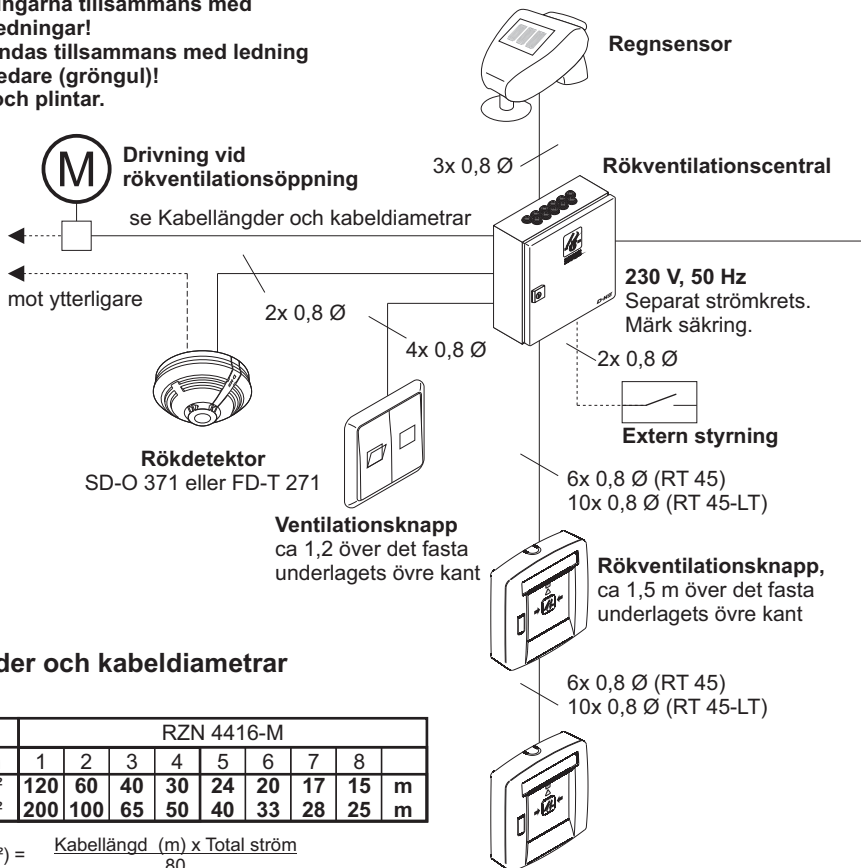 ngarna tillsammans med
edningar!
ndas tillsammans med ledning
edare (gröngul)!
och plintar.
Regnsensor
M
Drivning vid
rökventilationsöppning
3x 0,8 Ø
Rökventilationscentral
se Kabellängder och kabeldiametrar
mot ytterligare
2x 0,8 Ø
230 V, 50 Hz
Separat strömkrets.
Märk säkring.
4x 0,8 Ø
2x 0,8 Ø
Extern styrning
Rökdetektor
SD-O 371 eller FD-T 271
6x 0,8 Ø (RT 45)
10x 0,8 Ø (RT 45-LT)
Ventilationsknapp
ca 1,2 över det fasta
underlagets övre kant
Rökventilationsknapp,
ca 1,5 m över det fasta
underlagets övre kant
der och kabeldiametrar
6x 0,8 Ø (RT 45)
10x 0,8 Ø (RT 45-LT)
RZN 4416-M
1 2 3 4 5 6 7 8
² 120 60 40 30 24 20 17 15 m
² 200 100 65 50 40 33 28 25 m
²) = Kabellängd (m) x Total ström
80